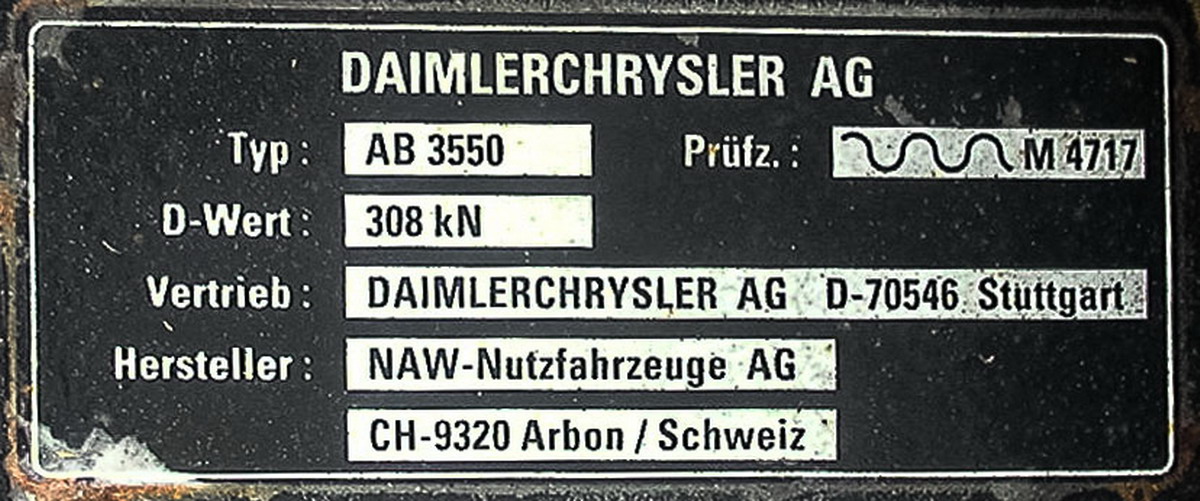 DAIMLERCHRYSLER AG
Typ: AB 3550 Prüfz.: M 4717
D-Wert: 308 kN
Vertrieb: DAIMLERCHRYSLER AG D-70546 Stuttgart
Hersteller: NAW-Nutzfahrzeuge AG
CH-9320 Arbon / Schweiz